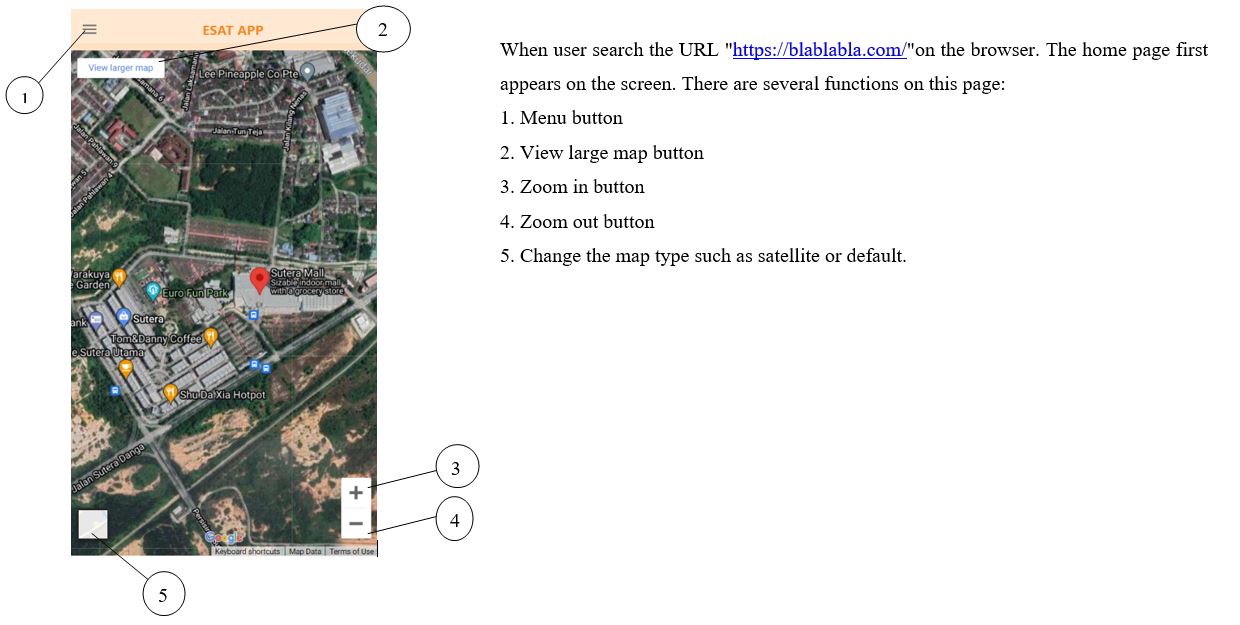 ESAT APP
2
View larger map
1
Lee Pineapple Co Pte
Jalan Laksamana
Jalan Kilang Nenas
Jalan Tun Teja
Jalan Pahlawan 9
Jalan Pahlawan 4
Sutera Mall
Sizable indoor mall
with a grocery store
arakuya
e Garden
Euro Fun Park
ank
Sutera
Tom&Danny Coffee
e Sutera Utama
Shu Da Xia Hotpot
Jalan Sutera Danga
3
+
−
4
Google
Keyboard shortcuts
Map Data
Terms of Use
5
When user search the URL "https://blablabla.com/"on the browser. The home page first
appears on the screen. There are several functions on this page:
1. Menu button
2. View large map button
3. Zoom in button
4. Zoom out button
5. Change the map type such as satellite or default.